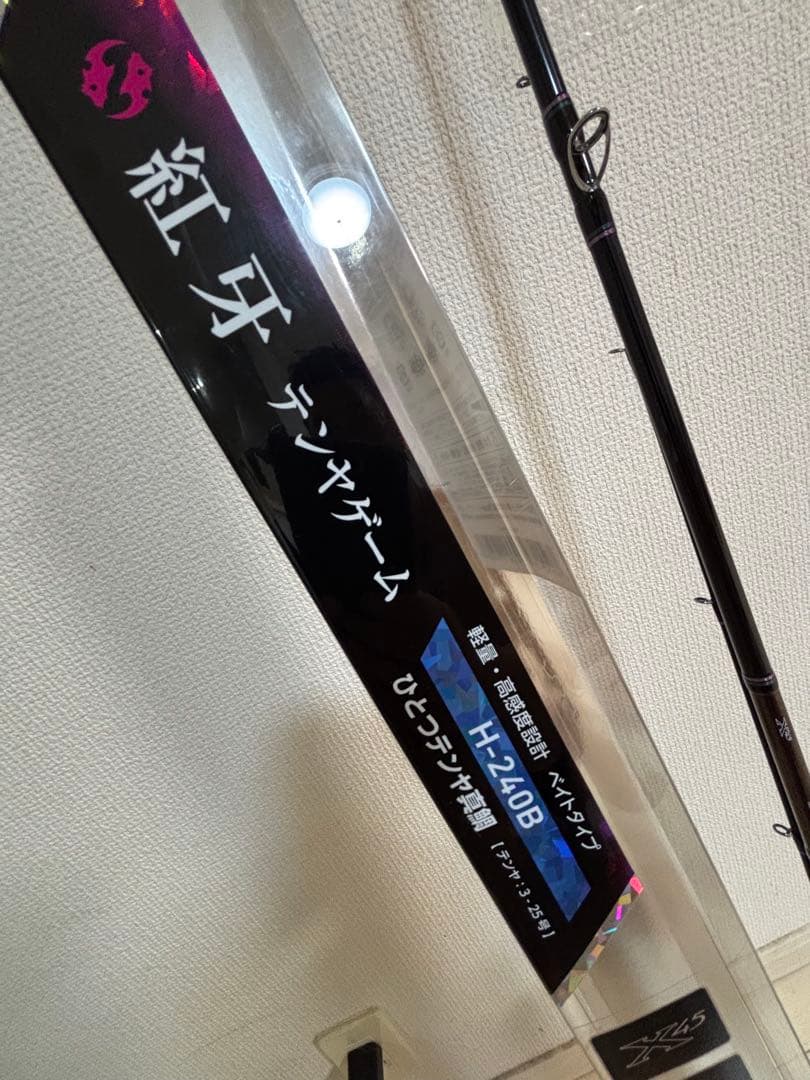 紅牙
テンヤゲーム
軽量・高感度設計
ベイトタイプ
H-240B
ひとつテンヤ真鯛
[テンヤ:3-25号]
X45